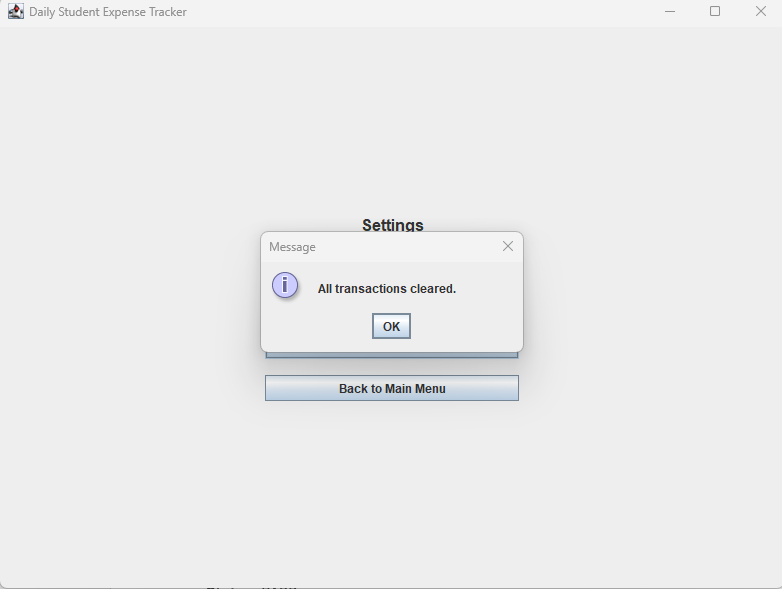 Daily Student Expense Tracker
Settings
Message
All transactions cleared.
OK
Back to Main Menu